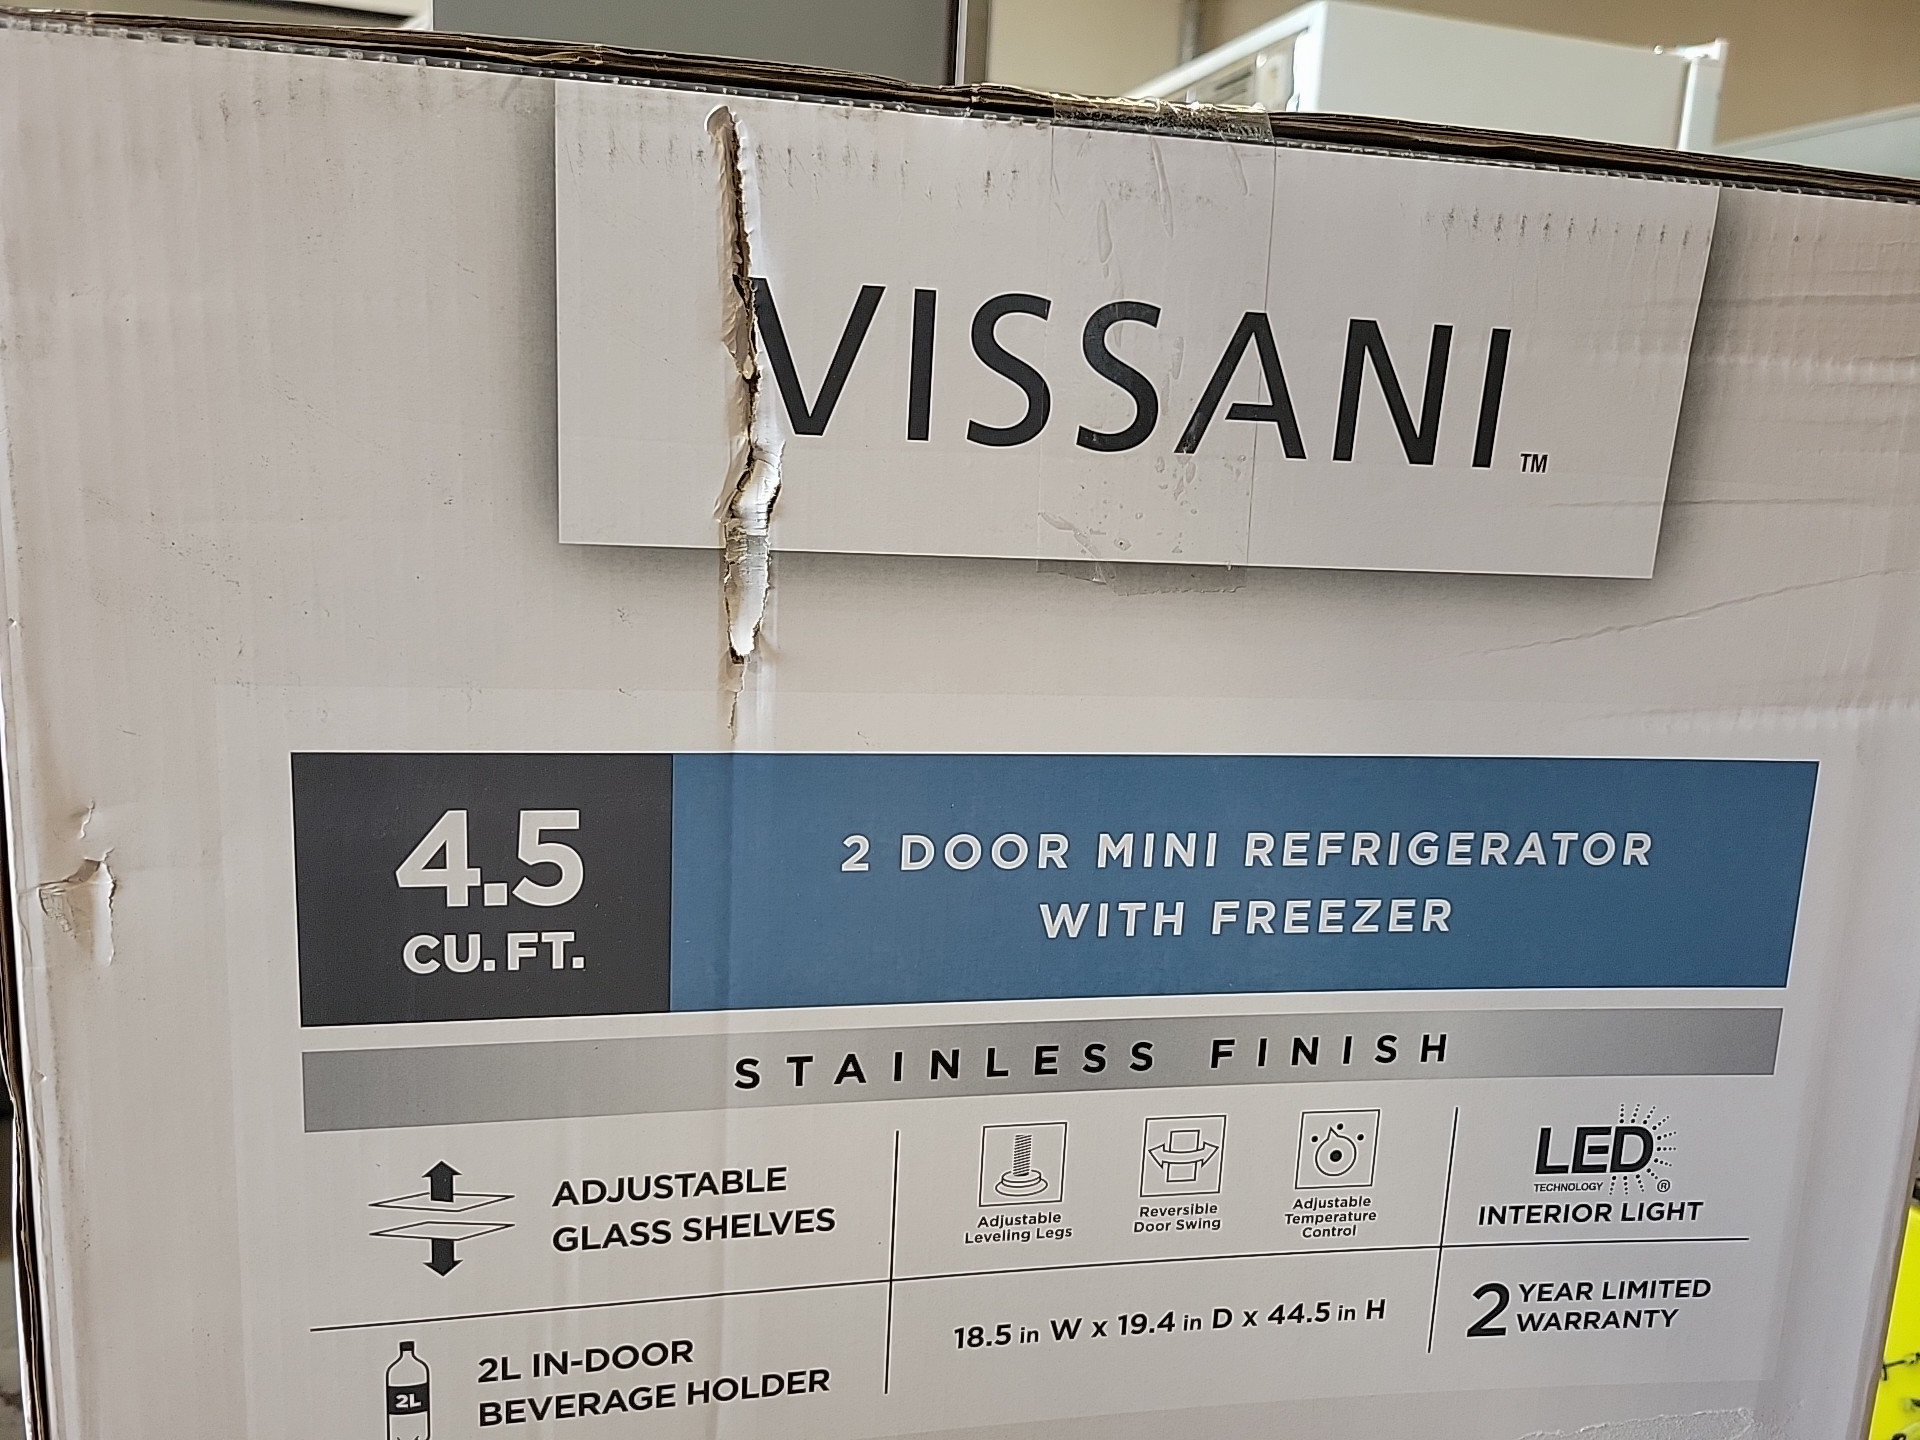 VISSANI™
4.5
CU. FT.
2 DOOR MINI REFRIGERATOR
WITH FREEZER
STAINLESS FINISH
ADJUSTABLE
GLASS SHELVES
Adjustable
Leveling Legs
Reversible
Door Swing
Adjustable
Temperature
Control
LED
TECHNOLOGY ®
INTERIOR LIGHT
2L
2L IN-DOOR
BEVERAGE HOLDER
18.5 in W x 19.4 in D x 44.5 in H
2 YEAR LIMITED
WARRANTY